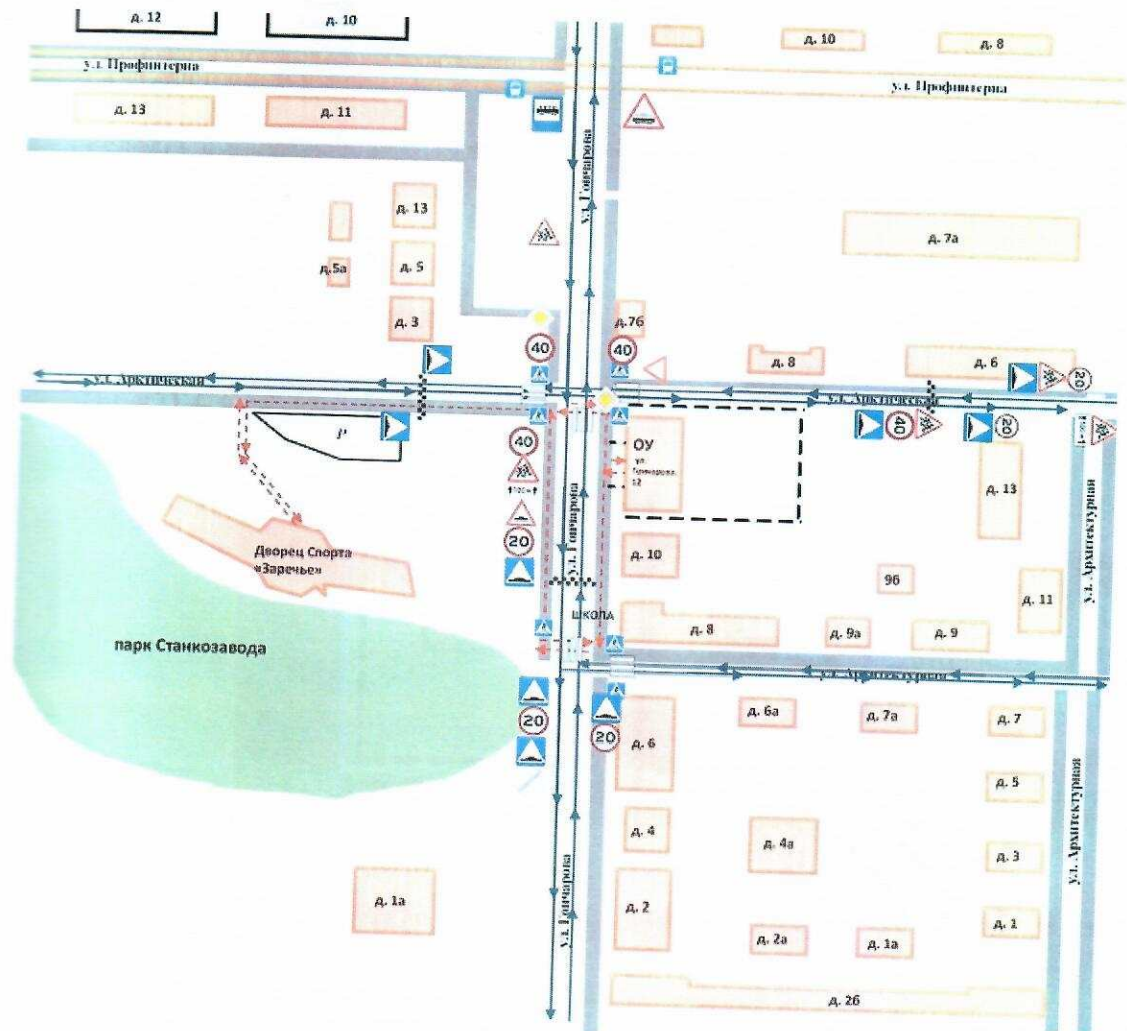 д. 12
д. 10
д. 10
д. 8
ул. Профинтерна
ул. Профинтерна
д. 13
д. 11
ул. Гончарова
д. 13
д. 7а
д.5а
д. 5
д. 3
д.7б
40
40
д. 8
д. 6
20
ул. Арктическая
ул. Арктическая
Р
40
ОУ
ул.
Гончарова
12
40
20
20
д. 13
ул. Гончарова
ул. Архитектурная
Дворец Спорта
«Заречье»
д. 10
9б
д. 11
ШКОЛА
д. 8
д. 9а
д. 9
парк Станкозавода
ул. Архитектурная
20
20
д. 6
д. 6а
д. 7а
д. 7
д. 5
д. 4
д. 4а
д. 3
ул. Архитектурная
д. 1а
ул. Гончарова
д. 2
д. 2а
д. 1а
д. 1
д. 2б